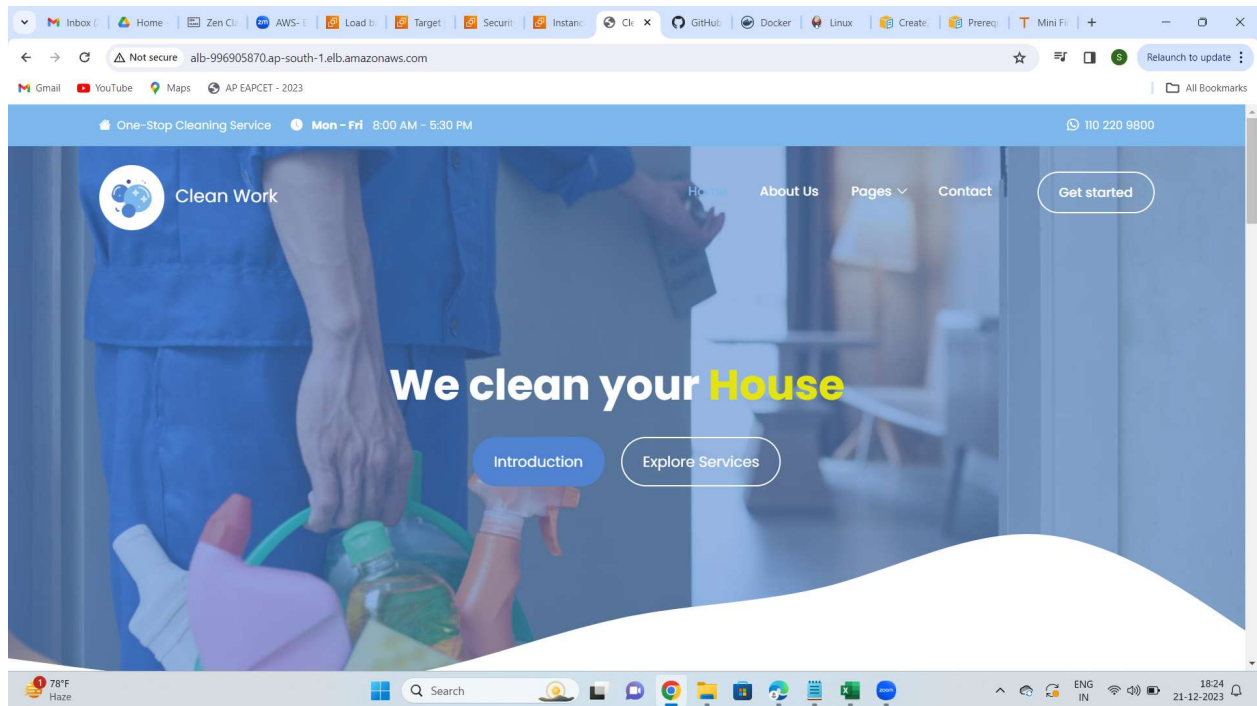 Inbox (
Home -
Zen Cl
AWS- 
Load b
Target
Securit
Instanc
Cle
GitHub
Docker
Linux
Create
Prereq
Mini Fi
Not secure
alb-996905870.ap-south-1.elb.amazonaws.com
S
Relaunch to update
Gmail
YouTube
Maps
AP EAPCET - 2023
All Bookmarks
One-Stop Cleaning Service Mon - Fri 8:00 AM - 5:30 PM
110 220 9800
Clean Work
Home
About Us
Pages
Contact
Get started
We clean your House
Introduction
Explore Services
1
78°F
Haze
Search
zoom
ENG
IN
18:24
21-12-2023